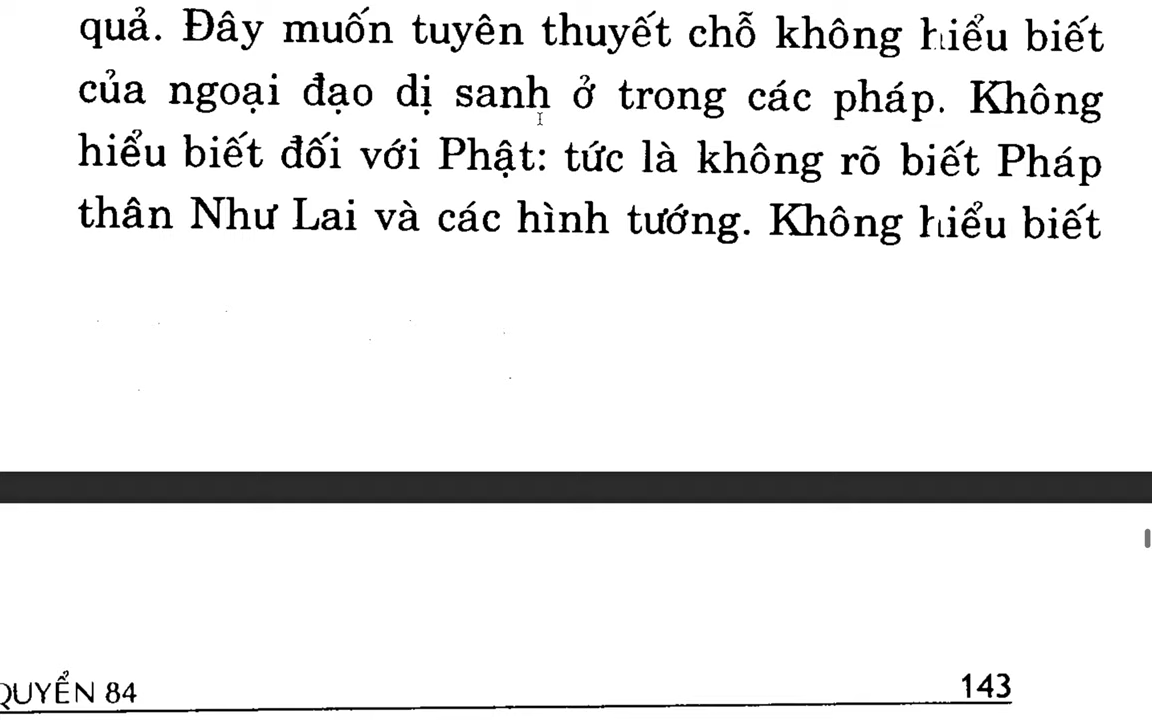 quả. Đây muốn tuyên thuyết chỗ không hiểu biết
của ngoại đạo dị sanh ở trong các pháp. Không
hiểu biết đối với Phật: tức là không rõ biết Pháp
thân Như Lai và các hình tướng. Không hiểu biết
QUYỂN 84
143